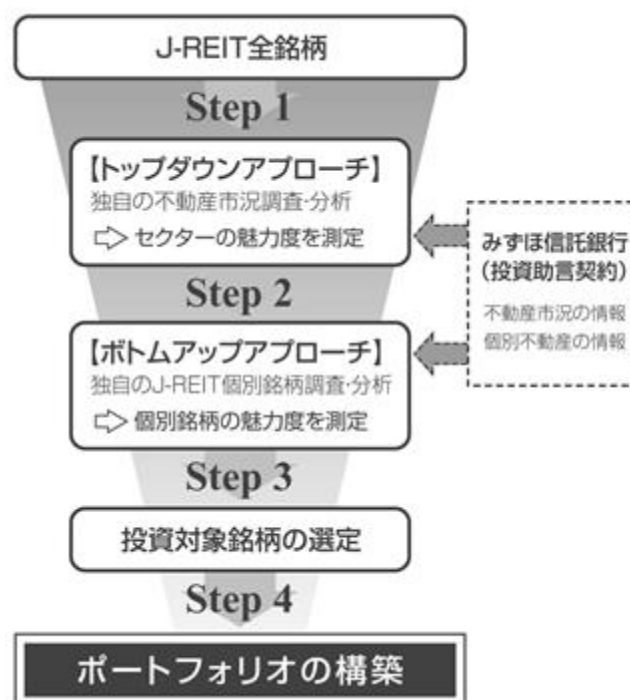 J-REIT全銘柄
Step 1
【トップダウンアプローチ】
独自の不動産市況調査・分析
⇨ セクターの魅力度を測定
みずほ信託銀行
(投資助言契約)
不動産市況の情報
個別不動産の情報
Step 2
【ボトムアップアプローチ】
独自のJ-REIT個別銘柄調査・分析
⇨ 個別銘柄の魅力度を測定
Step 3
投資対象銘柄の選定
Step 4
ポートフォリオの構築